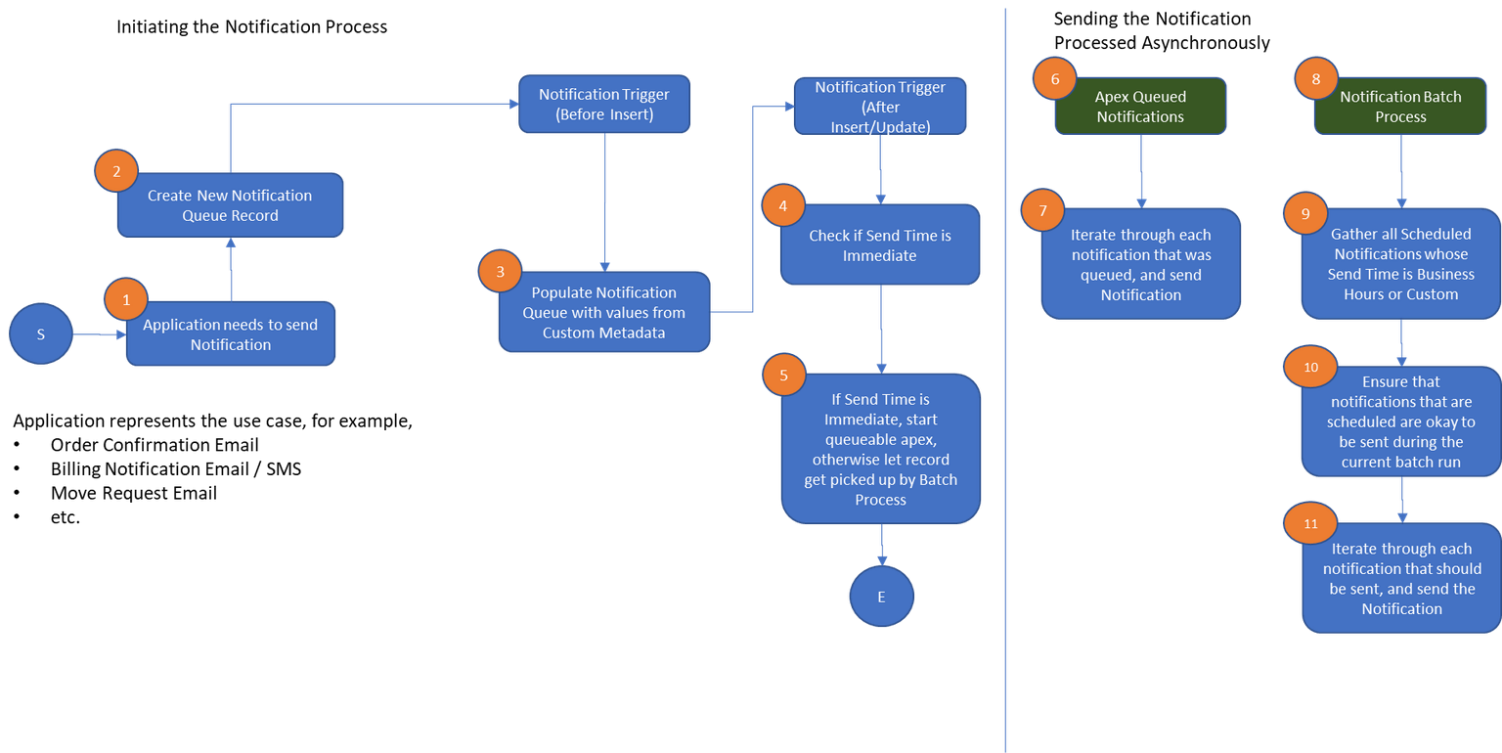 Initiating the Notification Process
S
1
Application needs to send
Notification
2
Create New Notification
Queue Record
Notification Trigger
(Before Insert)
3
Populate Notification
Queue with values from
Custom Metadata
Notification Trigger
(After
Insert/Update)
4
Check if Send Time is
Immediate
5
If Send Time is
Immediate, start
queueable apex,
otherwise let record
get picked up by Batch
Process
E
Application represents the use case, for example,
• Order Confirmation Email
• Billing Notification Email / SMS
• Move Request Email
• etc.
Sending the Notification
Processed Asynchronously
6
Apex Queued
Notifications
7
Iterate through each
notification that was
queued, and send
Notification
8
Notification Batch
Process
9
Gather all Scheduled
Notifications whose
Send Time is Business
Hours or Custom
10
Ensure that
notifications that are
scheduled are okay to
be sent during the
current batch run
11
Iterate through each
notification that should
be sent, and send the
Notification